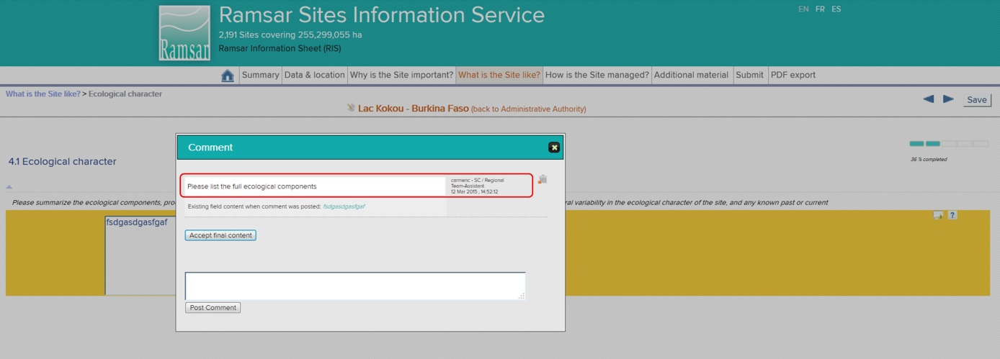 Ramsar
Ramsar Sites Information Service
2,191 Sites covering 255,299,055 ha
Ramsar Information Sheet (RIS)
EN FR ES
Summary Data & location Why is the Site important? What is the Site like? How is the Site managed? Additional material Submit PDF export
What is the Site like? > Ecological character
Lac Kokou - Burkina Faso (back to Administrative Authority)
Save
36 % completed
4.1 Ecological character
Please summarize the ecological components, pro
ral variability in the ecological character of the site, and any known past or current
fsdgasdgasfgaf
?
Comment
Please list the full ecological components
carmenc - SC / Regional
Team-Assistant
12 Mar 2015 , 14:52:12
Existing field content when comment was posted: fsdgasdgasfgaf
Accept final content
Post Comment